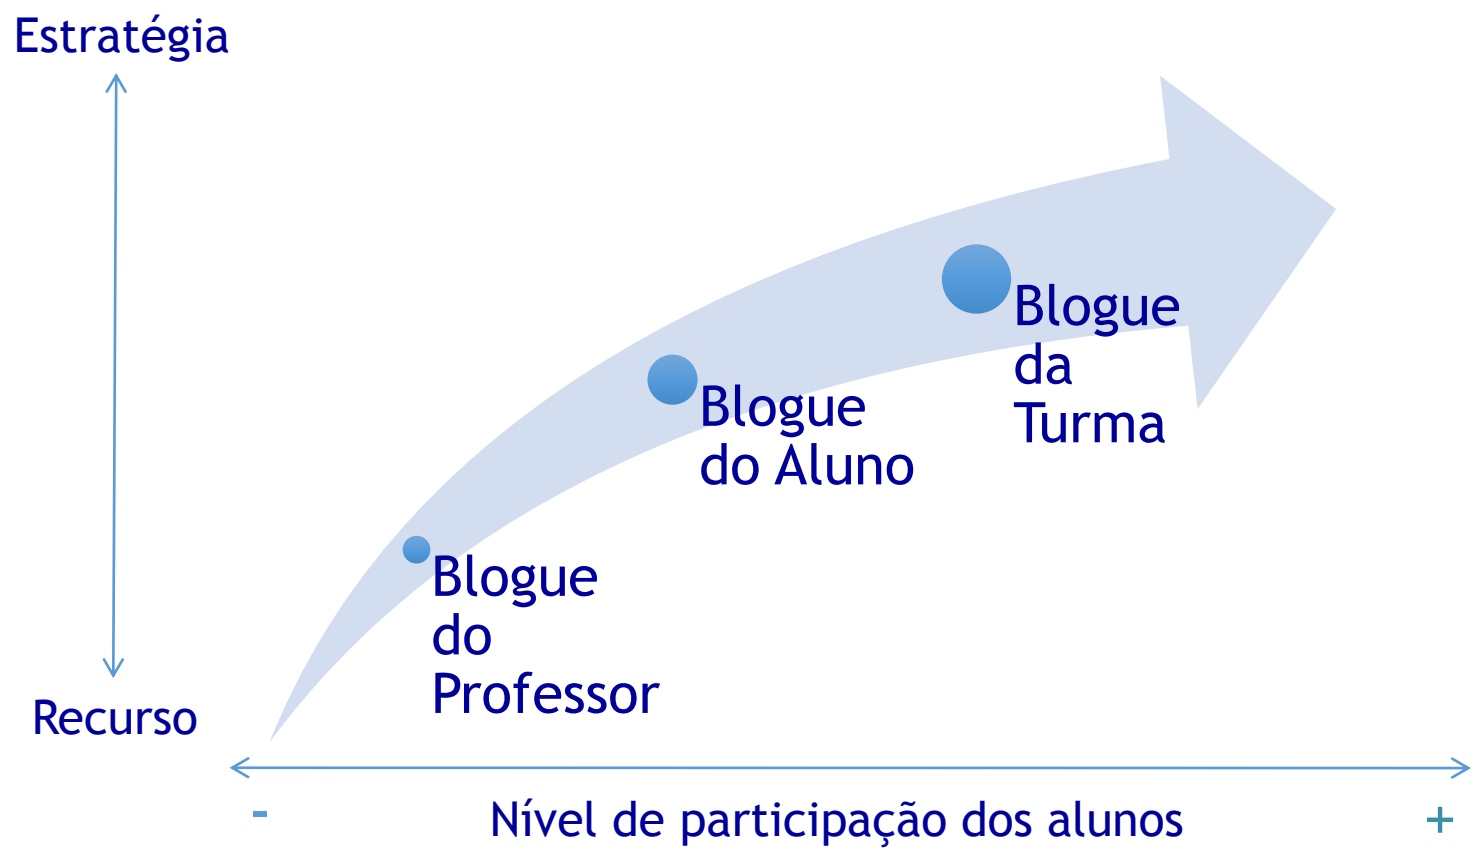 Estratégia
Blogue
da
Turma
Blogue
do Aluno
Blogue
do
Professor
Recurso
- Nível de participação dos alunos +